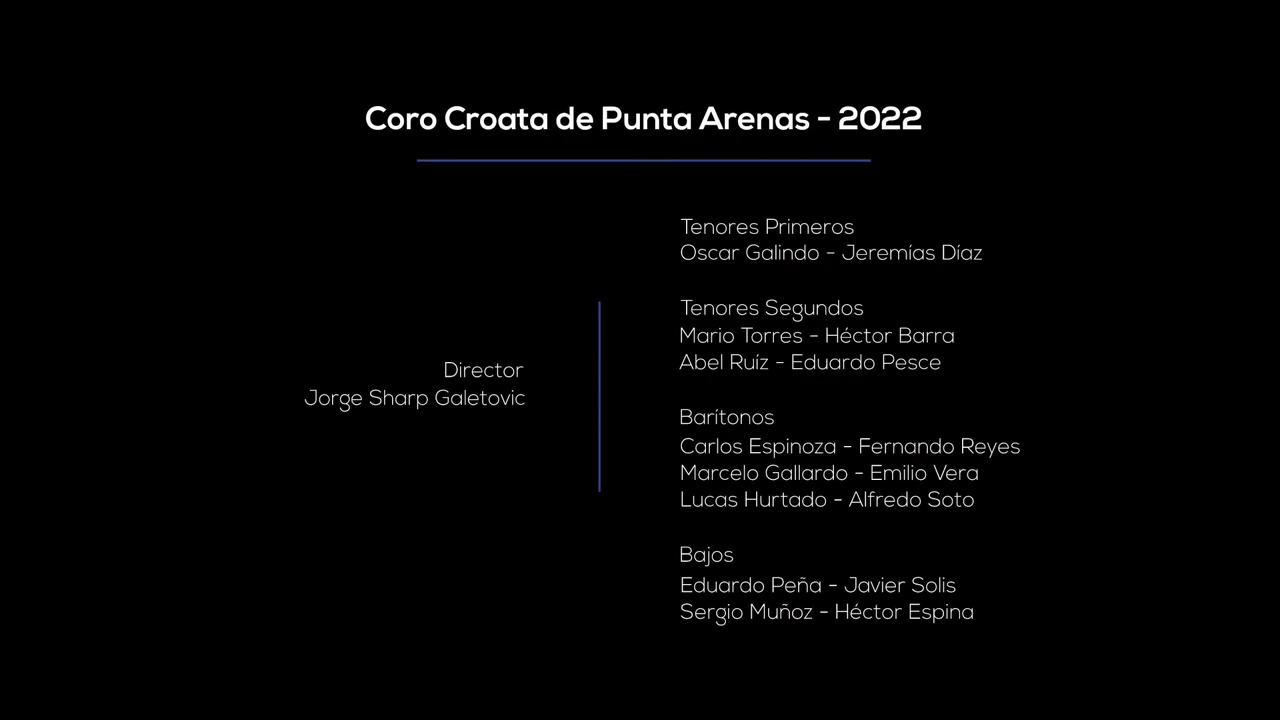 Coro Croata de Punta Arenas - 2022
Director
Jorge Sharp Galetovic
Tenores Primeros
Oscar Galindo - Jeremías Díaz
Tenores Segundos
Mario Torres - Héctor Barra
Abel Ruíz - Eduardo Pesce
Barítonos
Carlos Espinoza - Fernando Reyes
Marcelo Gallardo - Emilio Vera
Lucas Hurtado - Alfredo Soto
Bajos
Eduardo Peña - Javier Solis
Sergio Muñoz - Héctor Espina